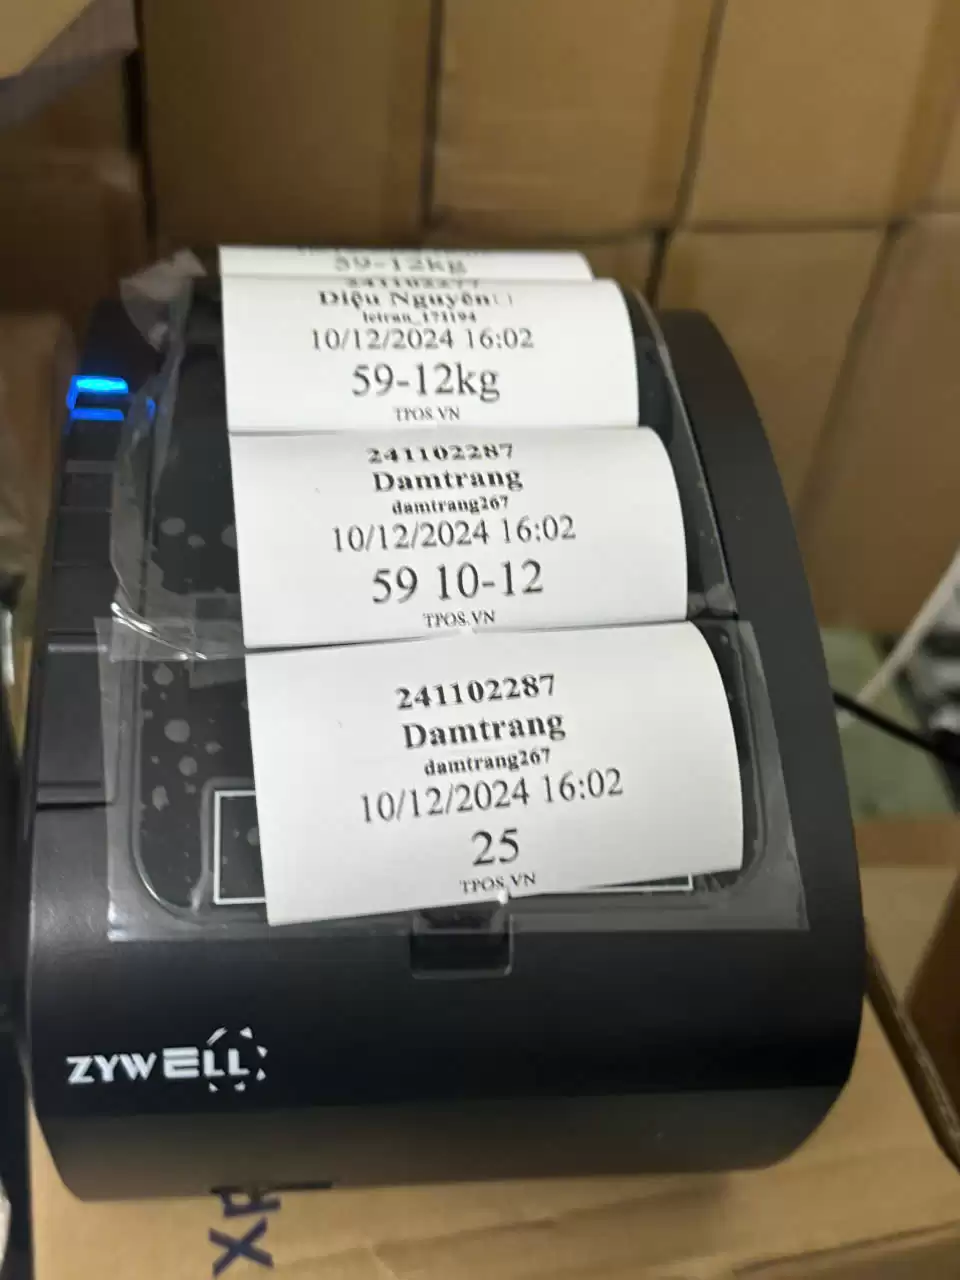 59-12kg
241102277
Diệu Nguyên
letran_171194
10/12/2024 16:02
59-12kg
TPOS.VN
241102287
Damtrang
damtrang267
10/12/2024 16:02
59 10-12
TPOS.VN
241102287
Damtrang
damtrang267
10/12/2024 16:02
25
TPOS.VN
ZYWELL